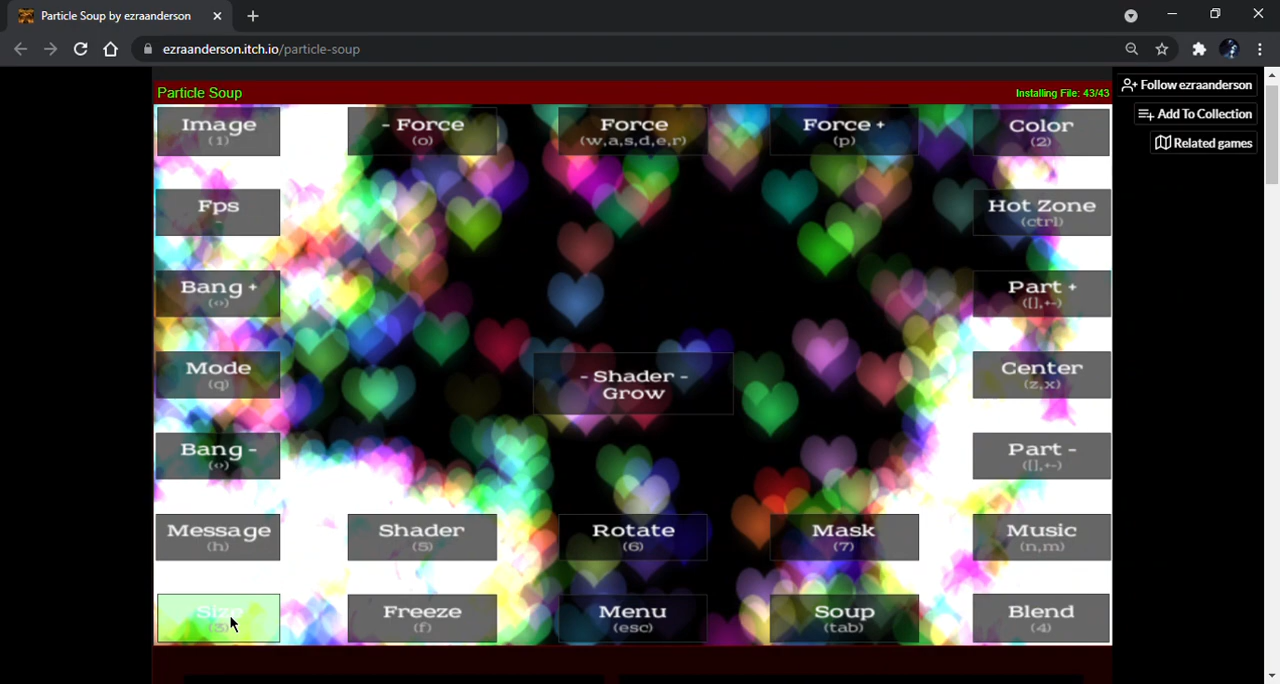 Particle Soup by ezraanderson
ezraanderson.itch.io/particle-soup
Follow ezraanderson
Add To Collection
Related games
Particle Soup
Installing File: 43/43
Image
(1)
- Force
(o)
Force
(w,a,s,d,e,r)
Force +
(p)
Color
(2)
Fps
-
Hot Zone
(ctrl)
Bang +
(‹›)
Part +
([],+-)
Mode
(q)
- Shader -
Grow
Center
(z,x)
Bang -
(‹›)
Part -
([],+-)
Message
(h)
Shader
(5)
Rotate
(6)
Mask
(7)
Music
(n,m)
Size
(3)
Freeze
(f)
Menu
(esc)
Soup
(tab)
Blend
(4)